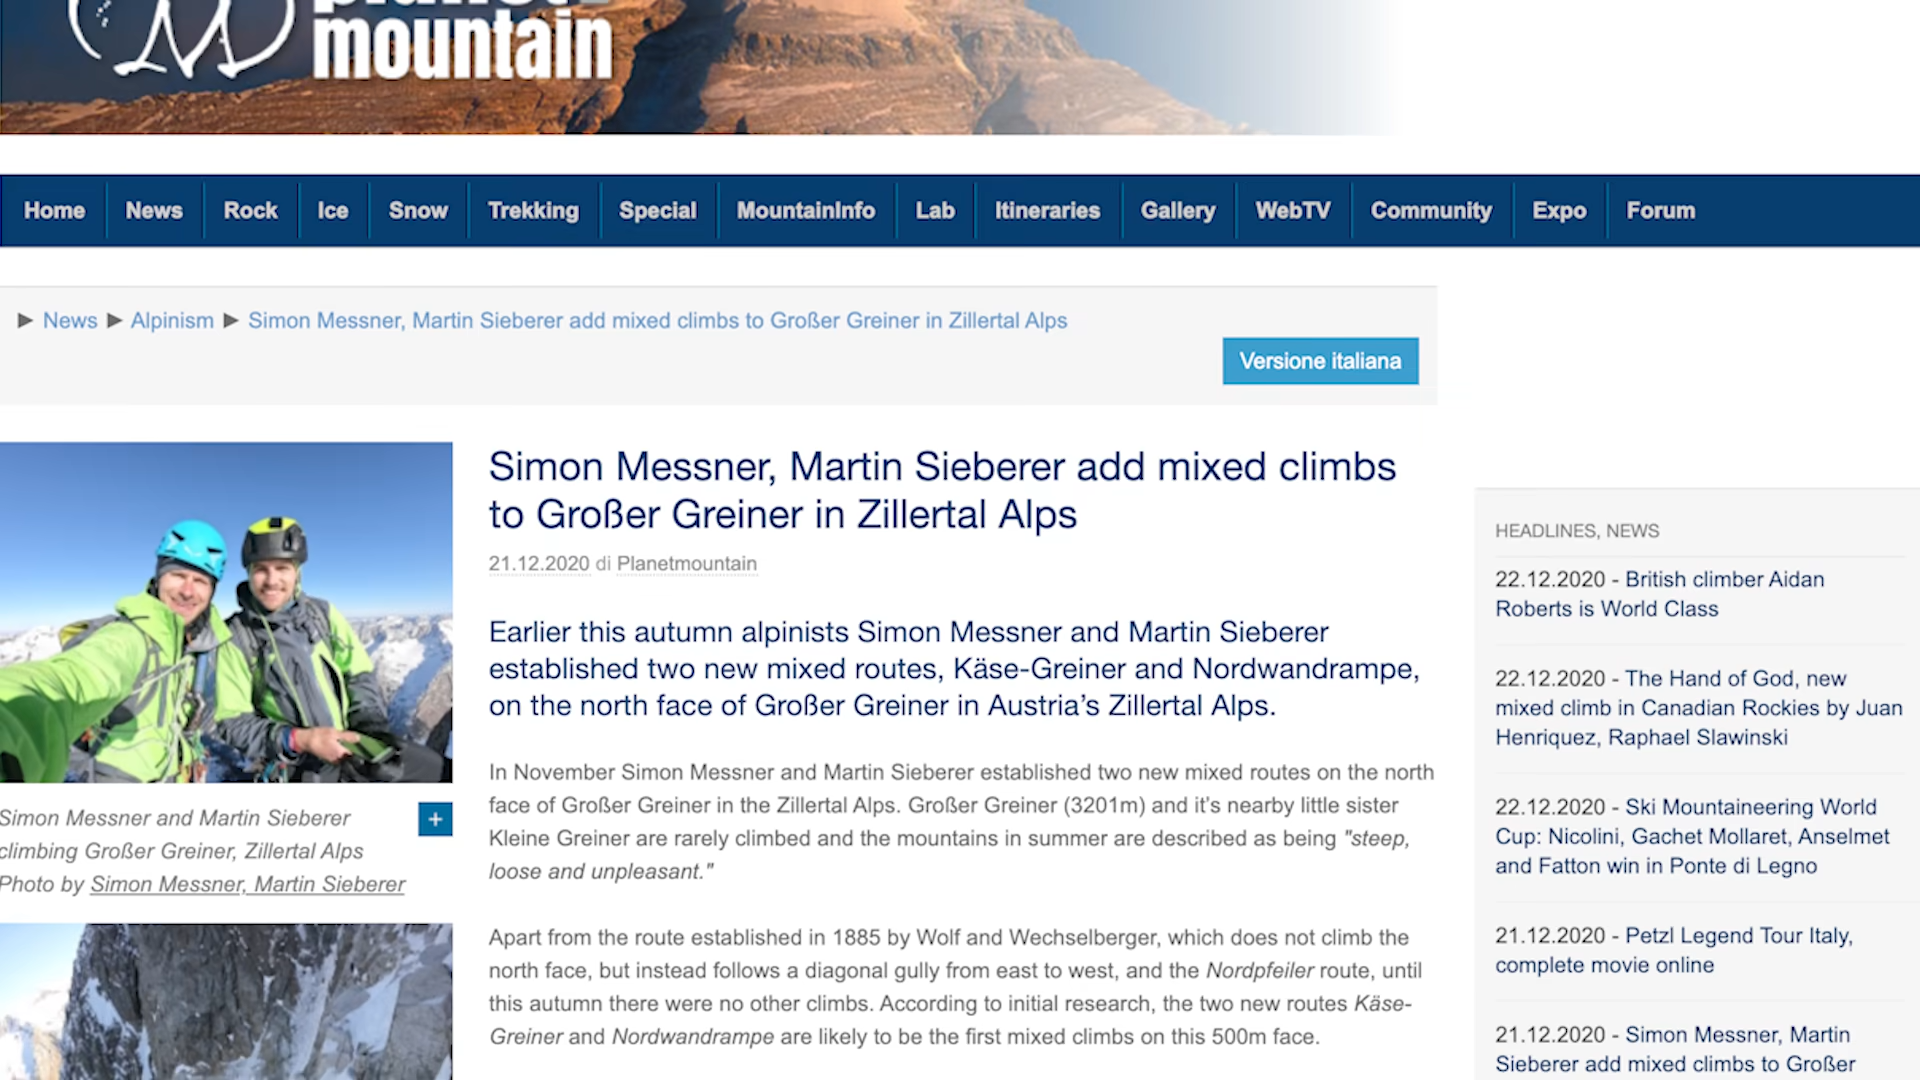 mountain
Home News Rock Ice Snow Trekking Special MountainInfo Lab Itineraries Gallery WebTV Community Expo Forum
News Alpinism Simon Messner, Martin Sieberer add mixed climbs to Großer Greiner in Zillertal Alps
Versione italiana
Simon Messner, Martin Sieberer add mixed climbs
to Großer Greiner in Zillertal Alps
21.12.2020 di Planetmountain
Earlier this autumn alpinists Simon Messner and Martin Sieberer
established two new mixed routes, Käse-Greiner and Nordwandrampe,
on the north face of Großer Greiner in Austria’s Zillertal Alps.
In November Simon Messner and Martin Sieberer established two new mixed routes on the north
face of Großer Greiner in the Zillertal Alps. Großer Greiner (3201m) and it’s nearby little sister
Kleine Greiner are rarely climbed and the mountains in summer are described as being "steep,
loose and unpleasant."
Apart from the route established in 1885 by Wolf and Wechselberger, which does not climb the
north face, but instead follows a diagonal gully from east to west, and the Nordpfeiler route, until
this autumn there were no other climbs. According to initial research, the two new routes Käse-
Greiner and Nordwandrampe are likely to be the first mixed climbs on this 500m face.
Simon Messner and Martin Sieberer
climbing Großer Greiner, Zillertal Alps
Photo by Simon Messner, Martin Sieberer
+
HEADLINES, NEWS
22.12.2020 - British climber Aidan
Roberts is World Class
22.12.2020 - The Hand of God, new
mixed climb in Canadian Rockies by Juan
Henriquez, Raphael Slawinski
22.12.2020 - Ski Mountaineering World
Cup: Nicolini, Gachet Mollaret, Anselmet
and Fatton win in Ponte di Legno
21.12.2020 - Petzl Legend Tour Italy,
complete movie online
21.12.2020 - Simon Messner, Martin
Sieberer add mixed climbs to Großer